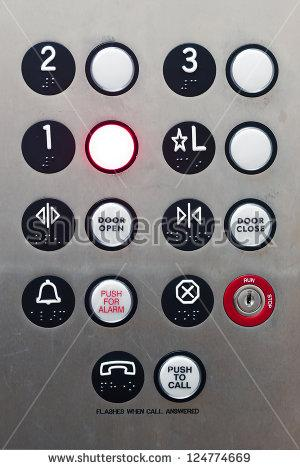 2 3
1 ☆L
DOOR OPEN DOOR CLOSE
PUSH FOR ALARM RUN STOP
PUSH TO CALL
FLASHES WHEN CALL ANSWERED
shutterstock
www.shutterstock.com · 124774669